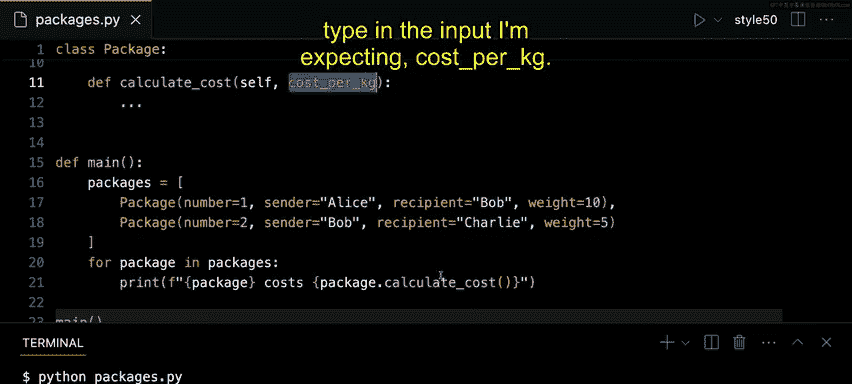 packages.py
style50
type in the input I'm
expecting, cost_per_kg.
1 class Package:
10
11 def calculate_cost(self, cost_per_kg):
12 ...
13
14
15 def main():
16 packages = [
17 Package(number=1, sender="Alice", recipient="Bob", weight=10),
18 Package(number=2, sender="Bob", recipient="Charlie", weight=5)
19 ]
20 for package in packages:
21 print(f"{package} costs {package.calculate_cost()}")
22
23 main()
TERMINAL
$ python packages.py